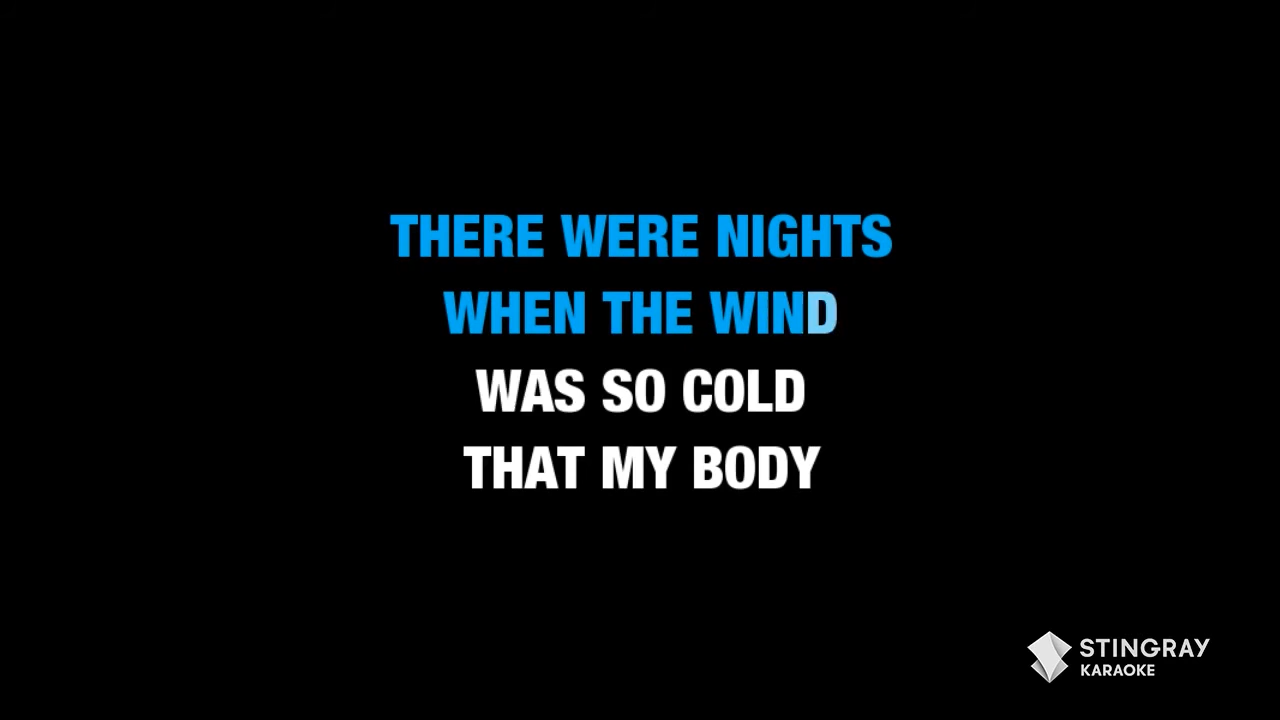 THERE WERE NIGHTS
WHEN THE WIND
WAS SO COLD
THAT MY BODY
STINGRAY
KARAOKE